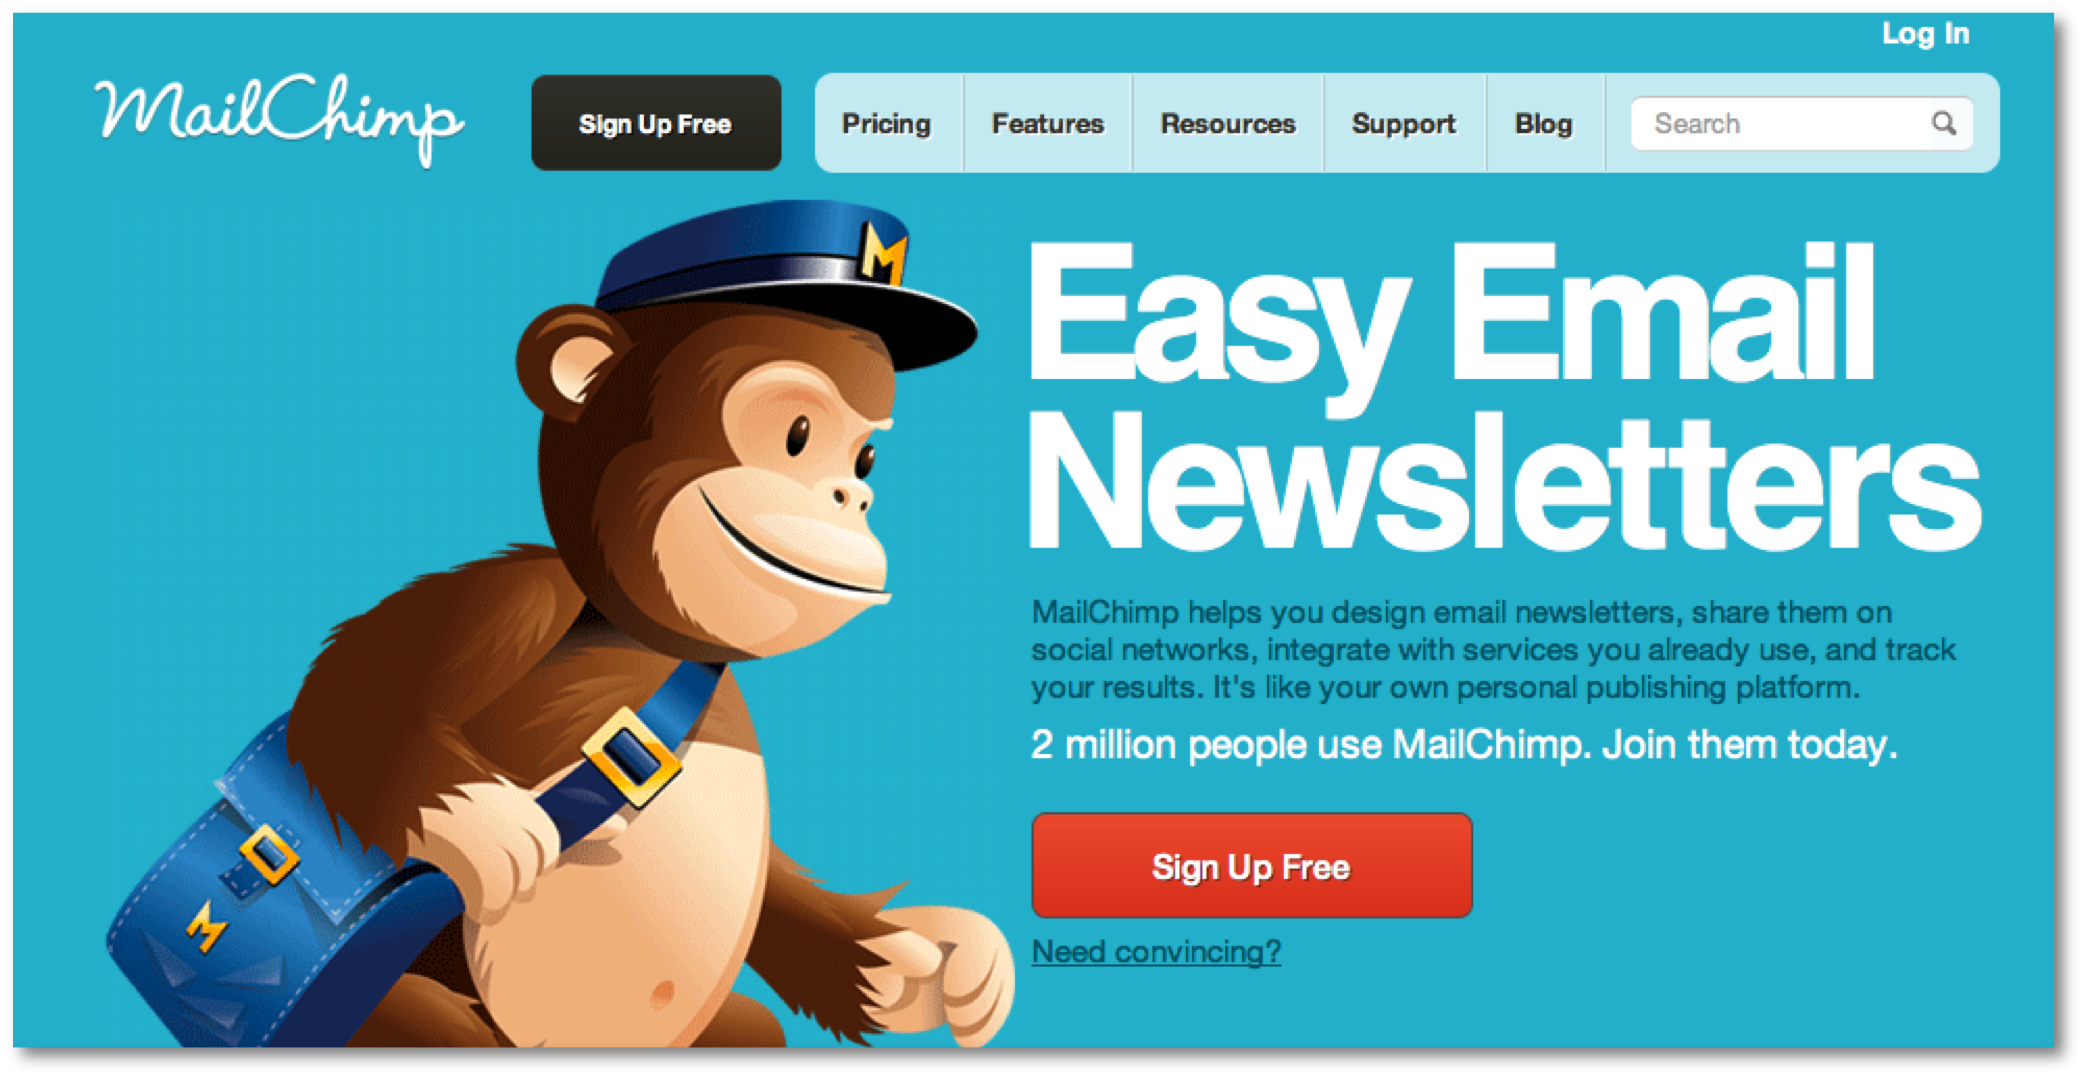 Log In
MailChimp
Sign Up Free
Pricing
Features
Resources
Support
Blog
Search
M
Easy Email
Newsletters
MailChimp helps you design email newsletters, share them on
social networks, integrate with services you already use, and track
your results. It's like your own personal publishing platform.
2 million people use MailChimp. Join them today.
Sign Up Free
Need convincing?
M